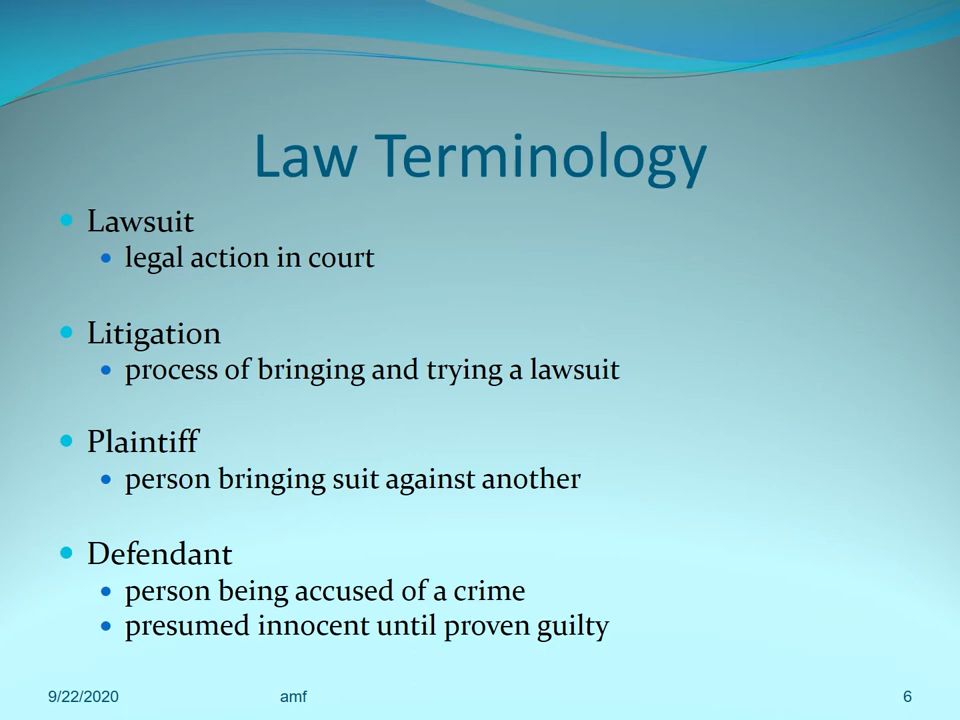 Law Terminology
Lawsuit
legal action in court
Litigation
process of bringing and trying a lawsuit
Plaintiff
person bringing suit against another
Defendant
person being accused of a crime
presumed innocent until proven guilty
9/22/2020 amf 6